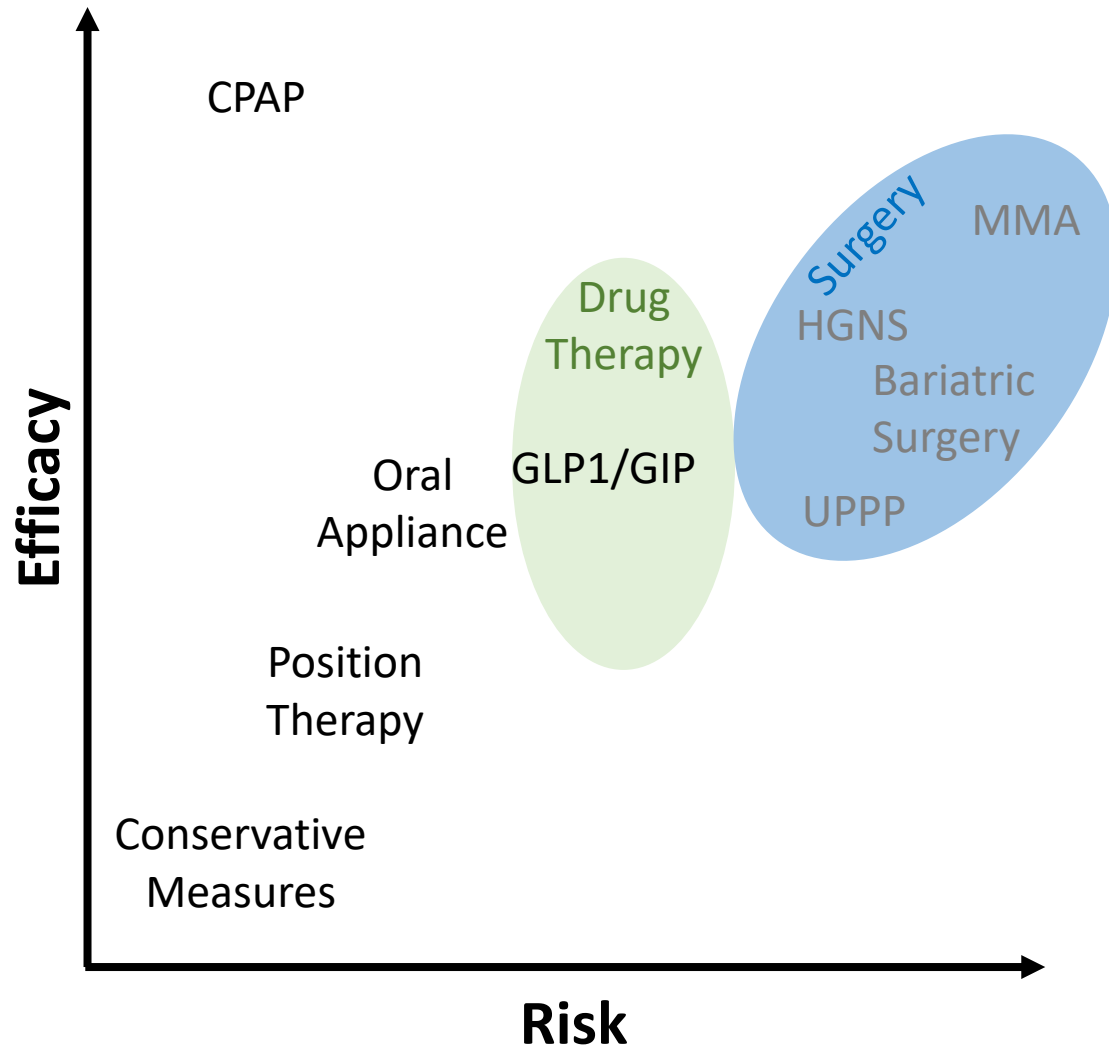 CPAP
Surgery
MMA
Drug
Therapy
HGNS
Bariatric
Surgery
GLP1/GIP
Oral
Appliance
UPPP
Position
Therapy
Conservative
Measures
Efficacy
Risk